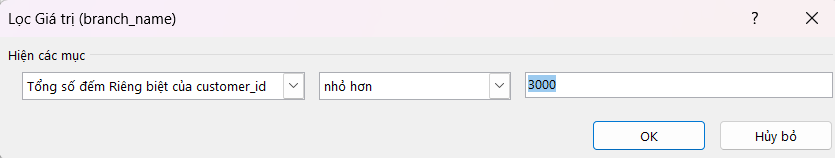 Lọc Giá trị (branch_name)
Hiện các mục
Tổng số đếm Riêng biệt của customer_id nhỏ hơn 3000
OK Hủy bỏ